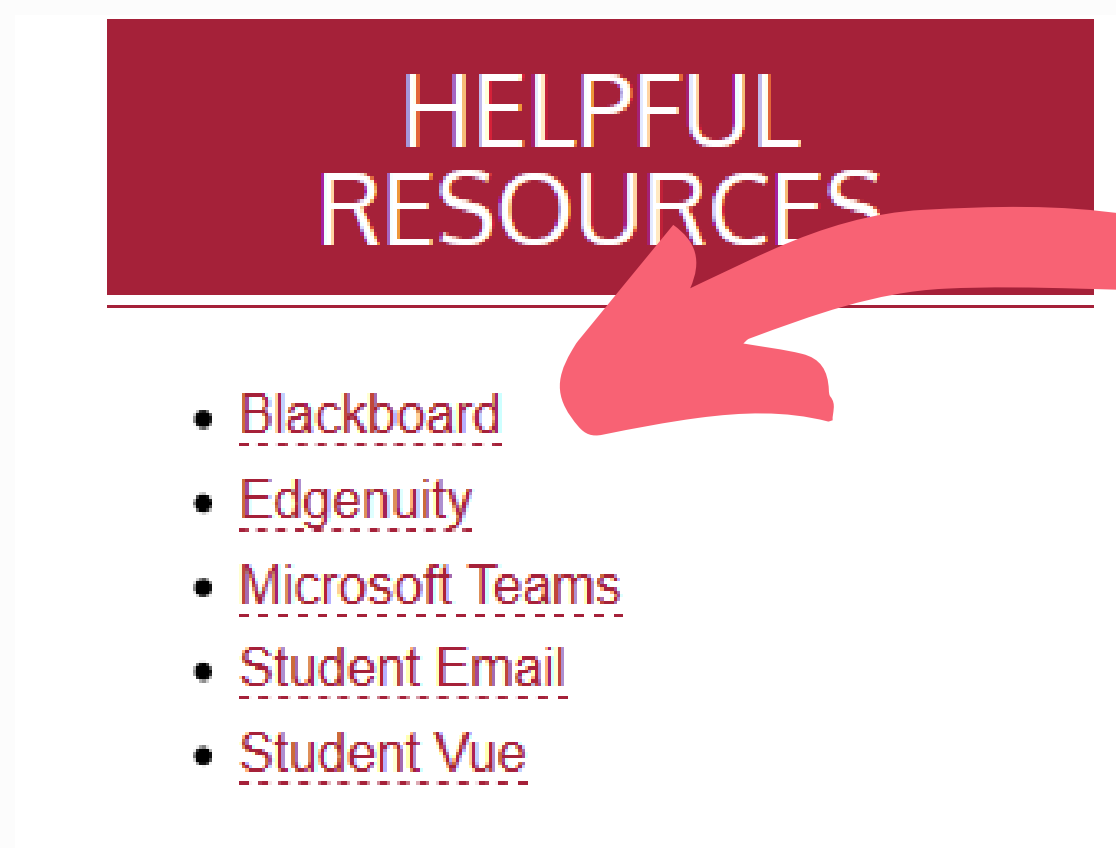 HELPFUL
RESOURCES
Blackboard
Edgenuity
Microsoft Teams
Student Email
Student Vue